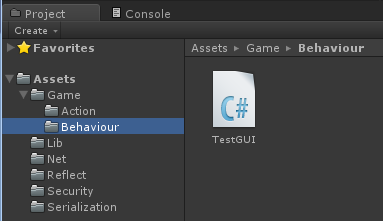 Project
Console
Create
Favorites
Assets ▸ Game ▸ Behaviour
Assets
Game
Action
Behaviour
Lib
Net
Reflect
Security
Serialization
C#
TestGUI